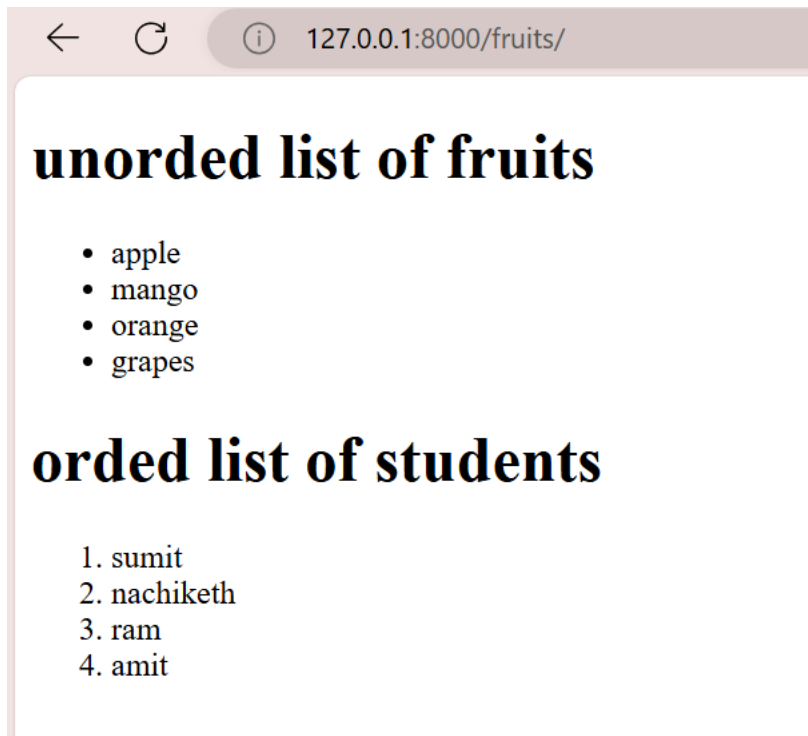 127.0.0.1:8000/fruits/
unorded list of fruits
• apple
• mango
• orange
• grapes
orded list of students
1. sumit
2. nachiketh
3. ram
4. amit